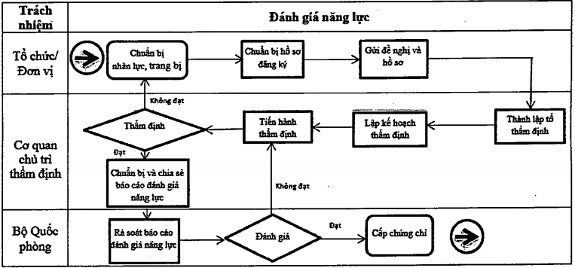 Trách
nhiệm
Đánh giá năng lực
Tổ chức/
Đơn vị
Chuẩn bị
nhân lực, trang bị
Chuẩn bị hồ sơ
đăng ký
Gửi đề nghị và
hồ sơ
Không đạt
Cơ quan
chủ trì
thẩm định
Thẩm định
Tiến hành
thẩm định
Lập kế hoạch
thẩm định
Thành lập tổ
thẩm định
Đạt
Chuẩn bị và chia sẻ
báo cáo đánh giá
năng lực
Không đạt
Bộ Quốc
phòng
Rà soát báo cáo
đánh giá năng lực
Đánh giá
Đạt
Cấp chứng chỉ